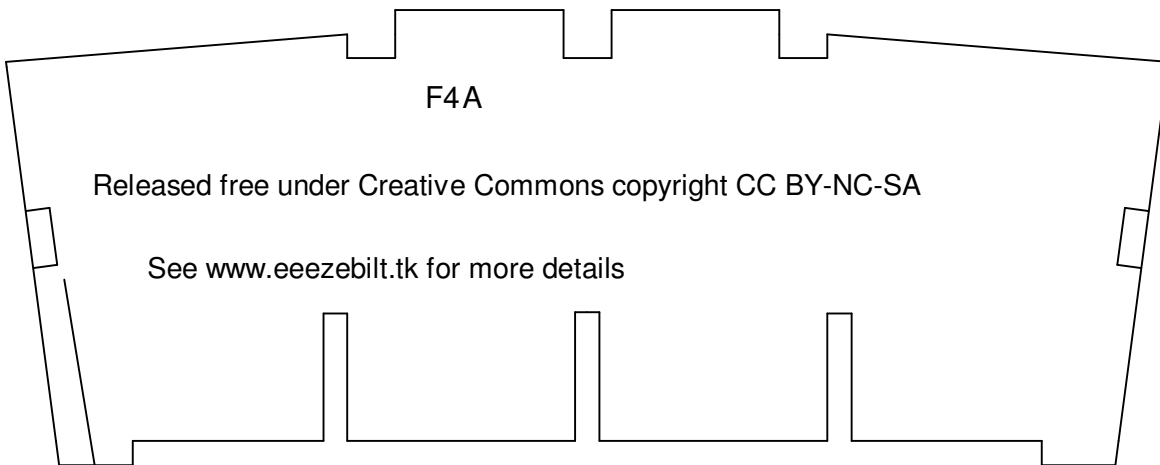 F4A
Released free under Creative Commons copyright CC BY-NC-SA
See www.eeezebilt.tk for more details